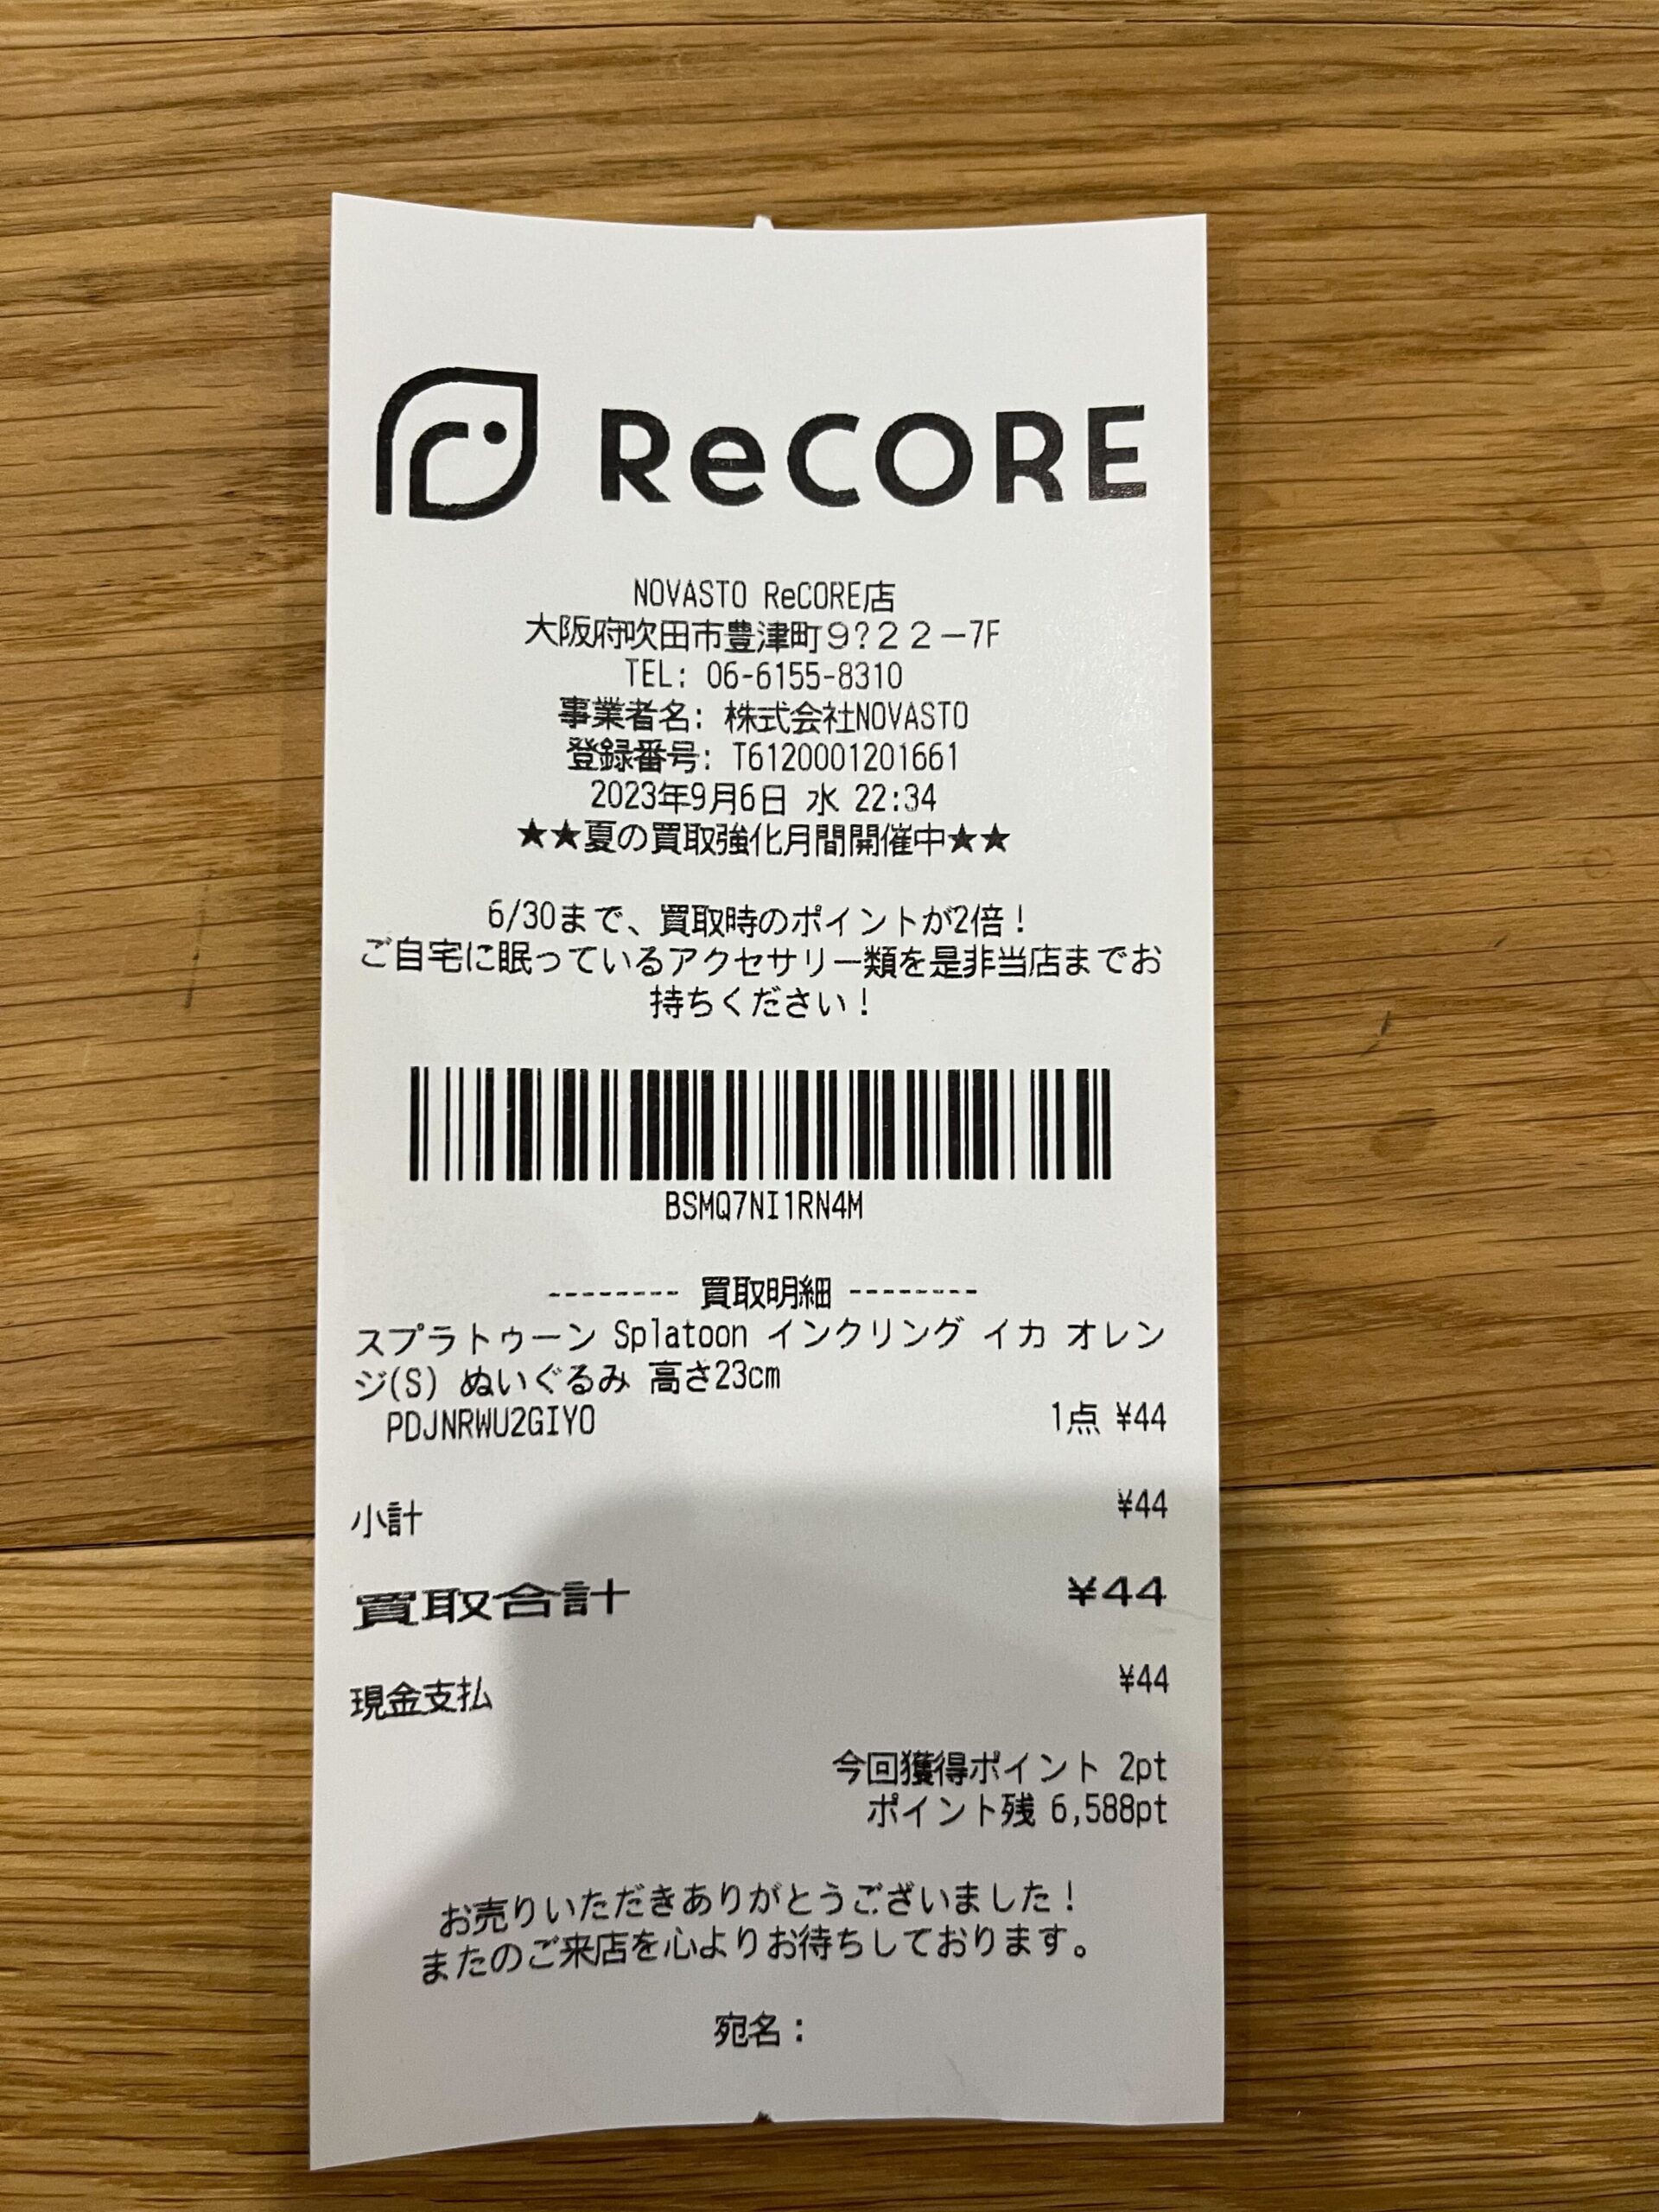 ReCORE
NOVASTO ReCORE店
大阪府吹田市豊津町9?22－7F
TEL: 06-6155-8310
事業者名: 株式会社NOVASTO
登録番号: T6120001201661
2023年9月6日 水 22:34
★★夏の買取強化月間開催中★★
6/30まで、買取時のポイントが2倍！
ご自宅に眠っているアクセサリー類を是非当店までお
持ちください！
BSMQ7NI1RN4M
-------- 買取明細 --------
スプラトゥーン Splatoon インクリング イカ オレン
ジ(S) ぬいぐるみ 高さ23cm
PDJNRWU2GIYO 1点 ¥44
小計 ¥44
買取合計 ¥44
現金支払 ¥44
今回獲得ポイント 2pt
ポイント残 6,588pt
お売りいただきありがとうございました！
またのご来店を心よりお待ちしております。
宛名：